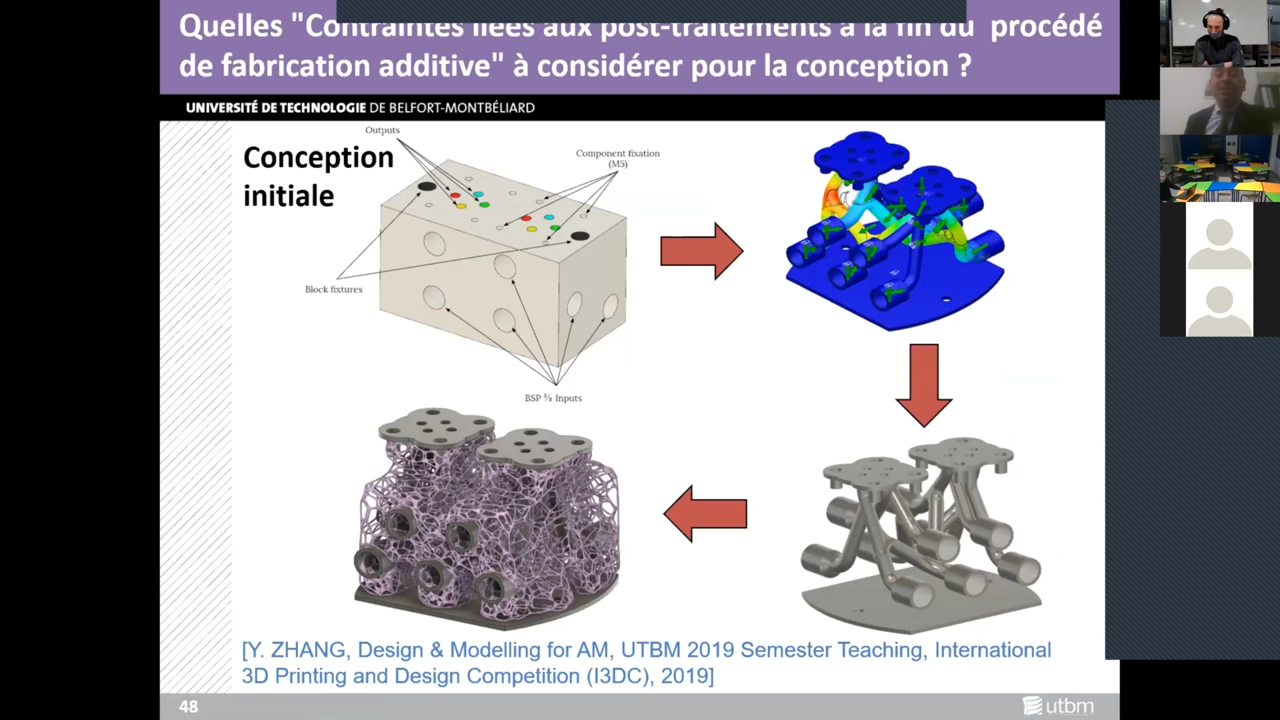 Quelles "Contraintes liées aux post-traitements à la fin du procédé
de fabrication additive" à considérer pour la conception ?
UNIVERSITÉ DE TECHNOLOGIE DE BELFORT-MONTBÉLIARD
Conception
initiale
Outputs
Component fixation
(M5)
Block fixtures
BSP ⅜ Inputs
[Y. ZHANG, Design & Modelling for AM, UTBM 2019 Semester Teaching, International
3D Printing and Design Competition (I3DC), 2019]
48
utbm